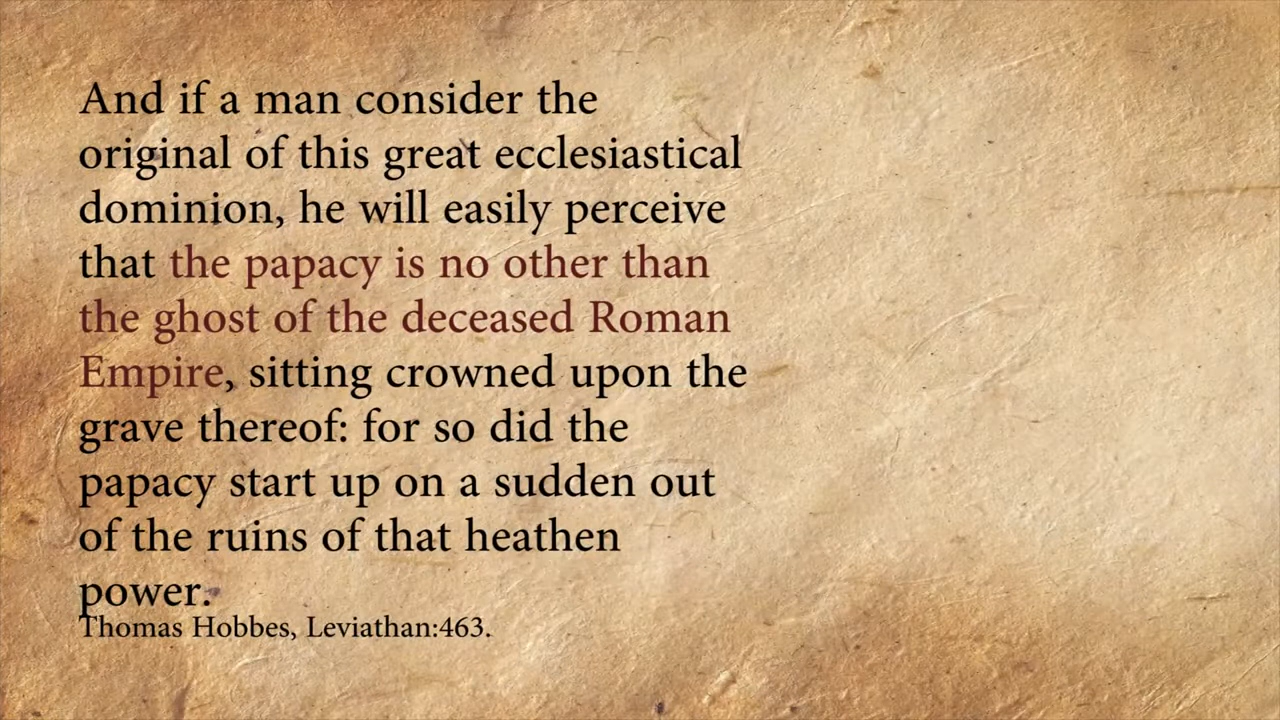 And if a man consider the
original of this great ecclesiastical
dominion, he will easily perceive
that the papacy is no other than
the ghost of the deceased Roman
Empire, sitting crowned upon the
grave thereof: for so did the
papacy start up on a sudden out
of the ruins of that heathen
power.
Thomas Hobbes, Leviathan:463.